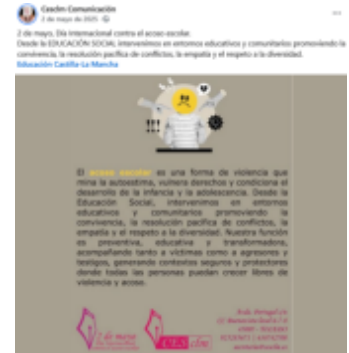 Cesclm Comunicación
2 de mayo de 2025
2 de mayo, Día Internacional contra el acoso escolar.
Desde la EDUCACIÓN SOCIAL intervenimos en entornos educativos y comunitarios promoviendo la
convivencia, la resolución pacífica de conflictos, la empatía y el respeto a la diversidad.
Educación Castilla-La Mancha
El acoso escolar es una forma de violencia que
mina la autoestima, vulnera derechos y condiciona el
desarrollo de la infancia y la adolescencia. Desde la
Educación Social, intervenimos en entornos
educativos y comunitarios promoviendo la
convivencia, la resolución pacífica de conflictos, la
empatía y el respeto a la diversidad. Nuestra función
es preventiva, educativa y transformadora,
acompañando tanto a víctimas como a agresores y
testigos, generando contextos seguros y protectores
donde todas las personas puedan crecer libres de
violencia y acoso.
2 de mayo
CESclm